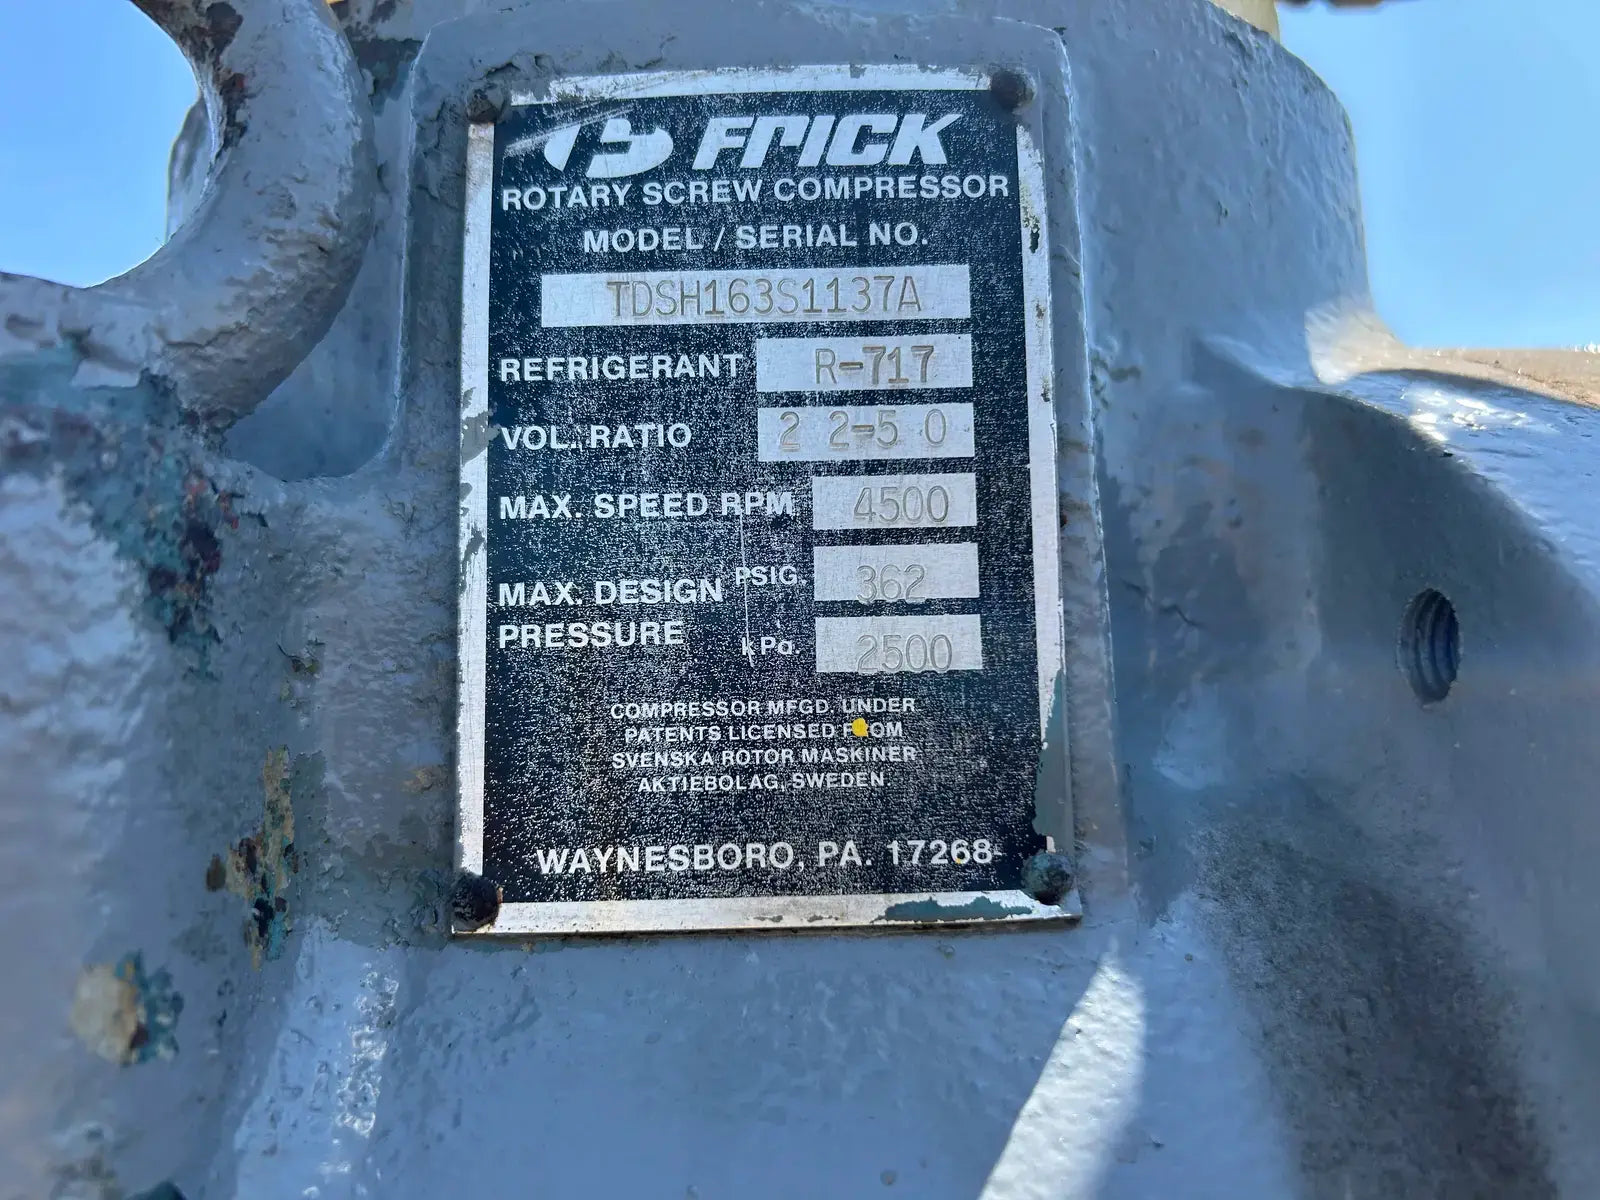 FRICK
ROTARY SCREW COMPRESSOR
MODEL / SERIAL NO.
TDSH163S1137A
REFRIGERANT R-717
VOL. RATIO 2 2-5 0
MAX. SPEED RPM 4500
MAX. DESIGN PRESSURE PSIG. 362
kPa. 2500
COMPRESSOR MFGD. UNDER
PATENTS LICENSED FROM
SVENSKA ROTOR MASKINER
AKTIEBOLAG, SWEDEN.
WAYNESBORO, PA. 17268